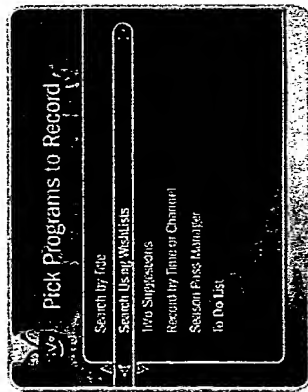 Pick Programs to Record
Search by Title
Search Using WishLists
TiVo Suggestions
Record by Time or Channel
Season Pass Manager
To Do List